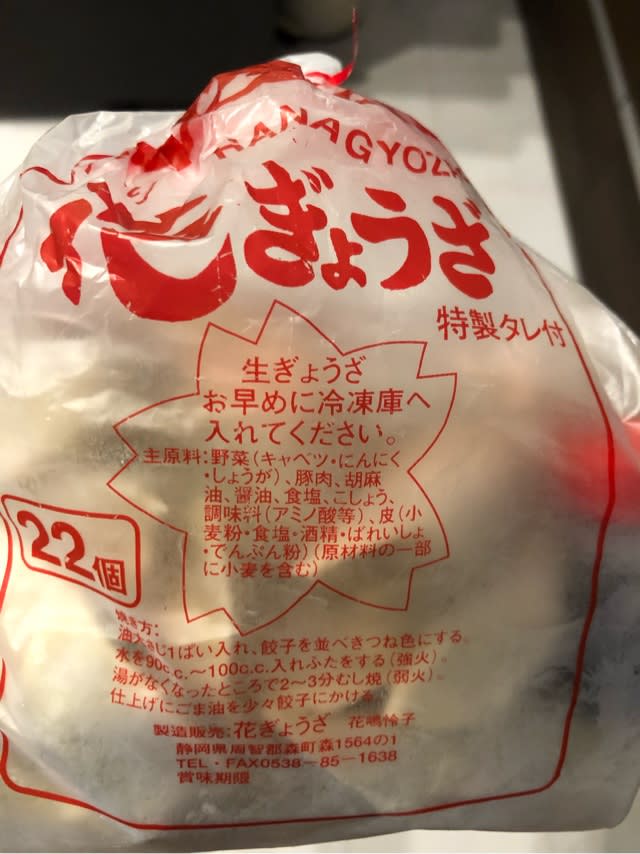 HANAGYOZA
花ぎょうざ
特製タレ付
生ぎょうざ
お早めに冷凍庫へ
入れてください。
主原料:野菜(キャベツ・にんにく
・しょうが)、豚肉、胡麻
油、醤油、食塩、こしょう、
調味料(アミノ酸等)、皮(小
麦粉・食塩・酒精・ばれいしょ
・でんぷん粉)(原材料の一部
に小麦を含む)
22個
焼き方:
油大さじ1ぱい入れ、餃子を並べきつね色にする。
水を90c.c.〜100c.c.入れふたをする(強火)。
湯がなくなったところで2〜3分むし焼(弱火)。
仕上げにごま油を少々餃子にかける。
製造販売:花ぎょうざ 花嶋怜子
静岡県周智郡森町森1564の1
TEL・FAX0538-85-1638
賞味期限